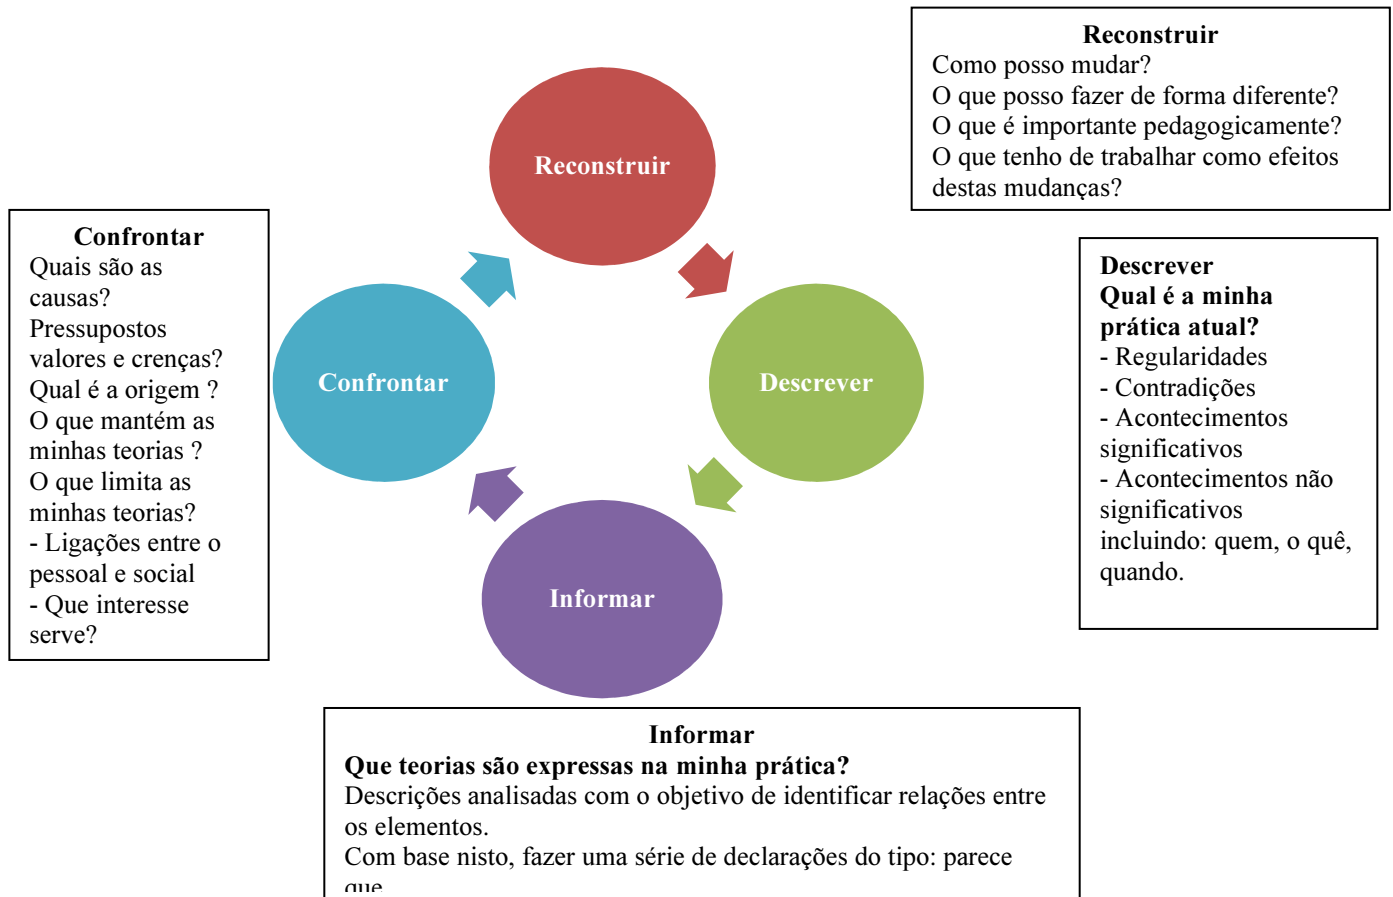 Reconstruir
Como posso mudar?
O que posso fazer de forma diferente?
O que é importante pedagogicamente?
O que tenho de trabalhar como efeitos
destas mudanças?
Reconstruir
Confrontar
Quais são as
causas?
Pressupostos
valores e crenças?
Qual é a origem ?
O que mantém as
minhas teorias ?
O que limita as
minhas teorias?
- Ligações entre o
pessoal e social
- Que interesse
serve?
Confrontar
Descrever
Descrever
Qual é a minha
prática atual?
- Regularidades
- Contradições
- Acontecimentos
significativos
- Acontecimentos não
significativos
incluindo: quem, o quê,
quando.
Informar
Informar
Que teorias são expressas na minha prática?
Descrições analisadas com o objetivo de identificar relações entre
os elementos.
Com base nisto, fazer uma série de declarações do tipo: parece
que